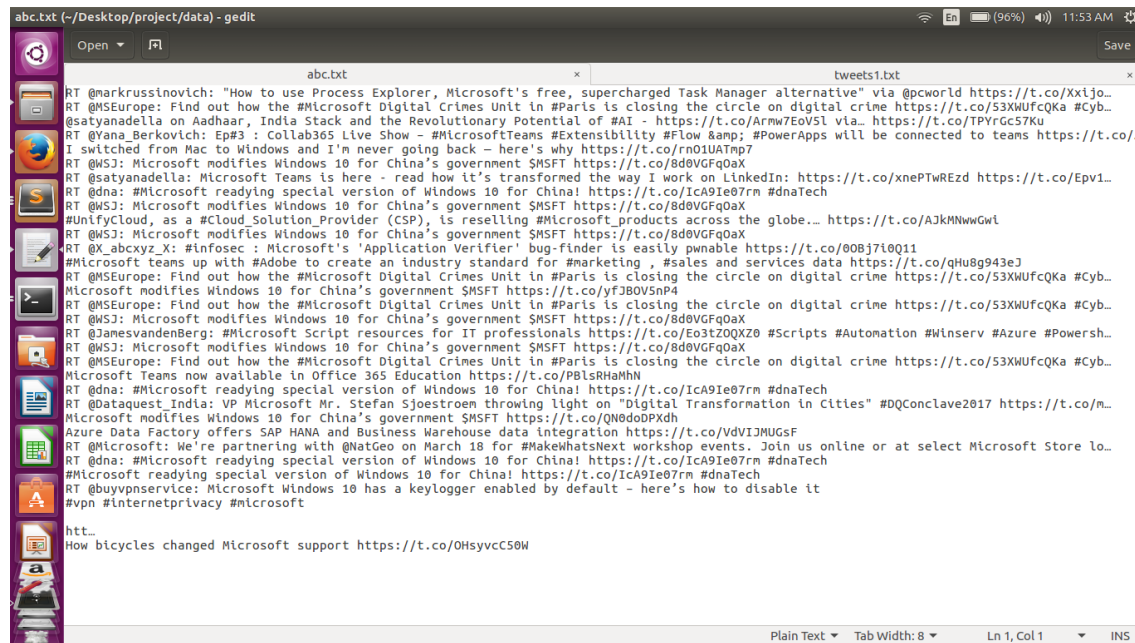 abc.txt (~/Desktop/project/data) - gedit En (96%) 11:53 AM
Open Save
abc.txt × tweets1.txt ×
RT @markrussinovich: "How to use Process Explorer, Microsoft's free, supercharged Task Manager alternative" via @pcworld https://t.co/Xxijo…
RT @MSEurope: Find out how the #Microsoft Digital Crimes Unit in #Paris is closing the circle on digital crime https://t.co/53XWUfcQKa #Cyb…
@satyanadella on Aadhaar, India Stack and the Revolutionary Potential of #AI - https://t.co/Armw7EoV5l via… https://t.co/TPYrGc57Ku
RT @Yana_Berkovich: Ep#3 : Collab365 Live Show – #MicrosoftTeams #Extensibility #Flow &amp; #PowerApps will be connected to teams https://t.co/
I switched from Mac to Windows and I'm never going back — here's why https://t.co/rnO1UATmp7
RT @WSJ: Microsoft modifies Windows 10 for China’s government $MSFT https://t.co/8d0VGFqOaX
RT @satyanadella: Microsoft Teams is here - read how it’s transformed the way I work on LinkedIn: https://t.co/xnePTwREzd https://t.co/Epv1…
RT @dna: #Microsoft readying special version of Windows 10 for China! https://t.co/IcA9Ie07rm #dnaTech
RT @WSJ: Microsoft modifies Windows 10 for China’s government $MSFT https://t.co/8d0VGFqOaX
#UnifyCloud, as a #Cloud_Solution_Provider (CSP), is reselling #Microsoft_products across the globe.… https://t.co/AJkMNwwGwi
RT @WSJ: Microsoft modifies Windows 10 for China’s government $MSFT https://t.co/8d0VGFqOaX
RT @X_abcxyz_X: #infosec : Microsoft's 'Application Verifier' bug-finder is easily pwnable https://t.co/0OBj7i0Q11
#Microsoft teams up with #Adobe to create an industry standard for #marketing , #sales and services data https://t.co/qHu8g943eJ
RT @MSEurope: Find out how the #Microsoft Digital Crimes Unit in #Paris is closing the circle on digital crime https://t.co/53XWUfcQKa #Cyb…
Microsoft modifies Windows 10 for China’s government $MSFT https://t.co/yfJBOV5nP4
RT @MSEurope: Find out how the #Microsoft Digital Crimes Unit in #Paris is closing the circle on digital crime https://t.co/53XWUfcQKa #Cyb…
RT @WSJ: Microsoft modifies Windows 10 for China’s government $MSFT https://t.co/8d0VGFqOaX
RT @JamesvandenBerg: #Microsoft Script resources for IT professionals https://t.co/Eo3tZOQXZ0 #Scripts #Automation #Winserv #Azure #Powersh…
RT @WSJ: Microsoft modifies Windows 10 for China’s government $MSFT https://t.co/8d0VGFqOaX
RT @MSEurope: Find out how the #Microsoft Digital Crimes Unit in #Paris is closing the circle on digital crime https://t.co/53XWUfcQKa #Cyb…
Microsoft Teams now available in Office 365 Education https://t.co/PBlsRHaMhN
RT @dna: #Microsoft readying special version of Windows 10 for China! https://t.co/IcA9Ie07rm #dnaTech
RT @Dataquest_India: VP Microsoft Mr. Stefan Sjoestroem throwing light on "Digital Transformation in Cities" #DQConclave2017 https://t.co/m…
Microsoft modifies Windows 10 for China’s government $MSFT https://t.co/QN0doDPXdh
Azure Data Factory offers SAP HANA and Business Warehouse data integration https://t.co/VdVIJMUGsF
RT @Microsoft: We're partnering with @NatGeo on March 18 for #MakeWhatsNext workshop events. Join us online or at select Microsoft Store lo…
RT @dna: #Microsoft readying special version of Windows 10 for China! https://t.co/IcA9Ie07rm #dnaTech
#Microsoft readying special version of Windows 10 for China! https://t.co/IcA9Ie07rm #dnaTech
RT @buyvpnservice: Microsoft Windows 10 has a keylogger enabled by default – here’s how to disable it
#vpn #internetprivacy #microsoft
htt…
How bicycles changed Microsoft support https://t.co/OHsyvcC50W
Plain Text Tab Width: 8 Ln 1, Col 1 INS